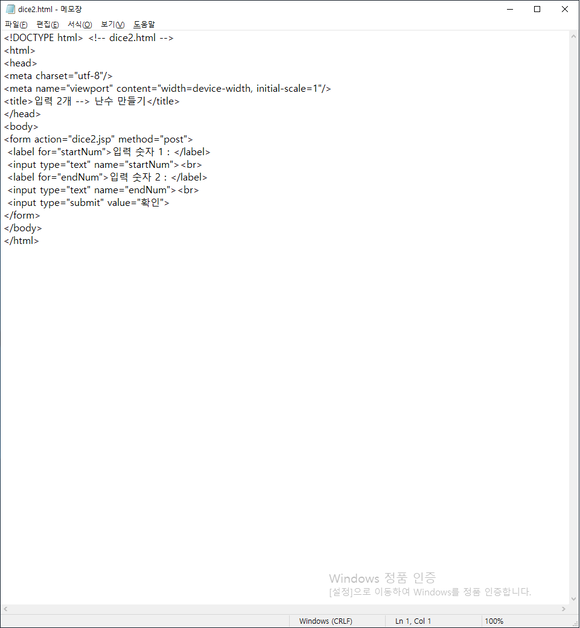 dice2.html - 메모장
파일(F) 편집(E) 서식(O) 보기(V) 도움말
<!DOCTYPE html> <!-- dice2.html -->
<html>
<head>
<meta charset="utf-8"/>
<meta name="viewport" content="width=device-width, initial-scale=1"/>
<title>입력 2개 --> 난수 만들기</title>
</head>
<body>
<form action="dice2.jsp" method="post">
<label for="startNum">입력 숫자 1 : </label>
<input type="text" name="startNum"><br>
<label for="endNum">입력 숫자 2 : </label>
<input type="text" name="endNum"><br>
<input type="submit" value="확인">
</form>
</body>
</html>
Windows 정품 인증
[설정]으로 이동하여 Windows를 정품 인증합니다.
Windows (CRLF) Ln 1, Col 1 100%